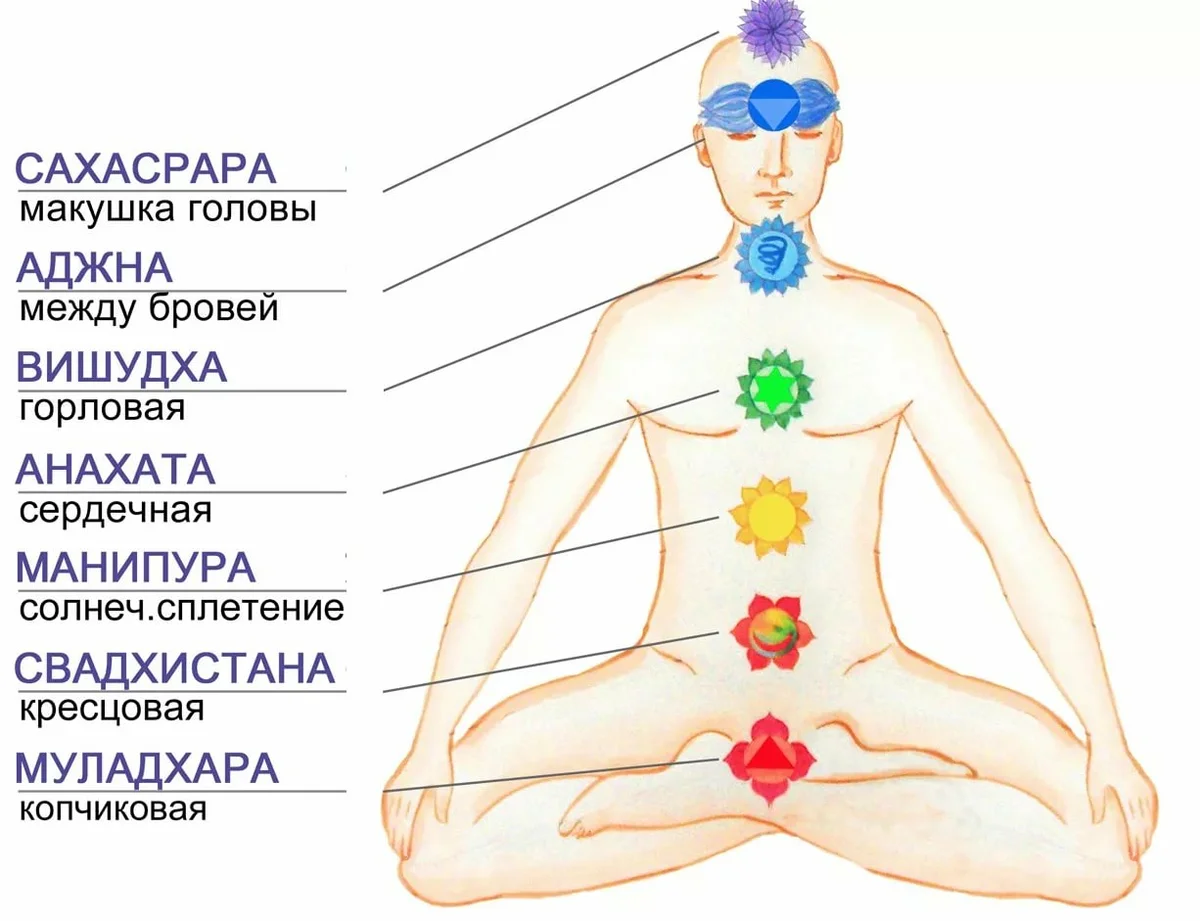 САХАСРАРА
макушка головы
АДЖНА
между бровей
ВИШУДХА
горловая
АНАХАТА
сердечная
МАНИПУРА
солнеч.сплетение
СВАДХИСТАНА
кресцовая
МУЛАДХАРА
копчиковая